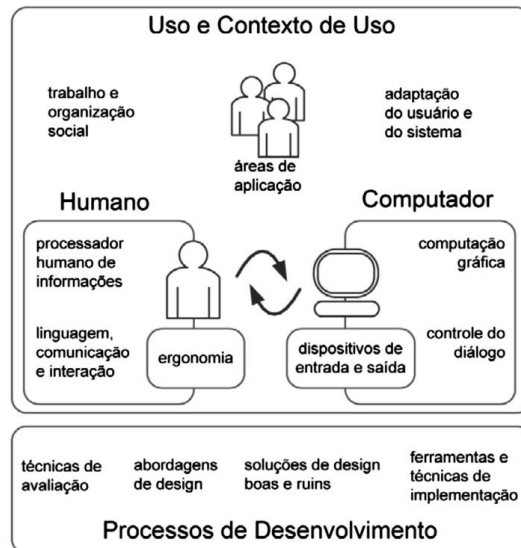 Uso e Contexto de Uso
trabalho e
organização
social
adaptação
do usuário e
do sistema
áreas de
aplicação
Humano
Computador
processador
humano de
informações
computação
gráfica
linguagem,
comunicação
e interação
ergonomia
dispositivos de
entrada e saída
controle do
diálogo
técnicas de
avaliação
abordagens
de design
soluções de design
boas e ruins
ferramentas e
técnicas de
implementação
Processos de Desenvolvimento